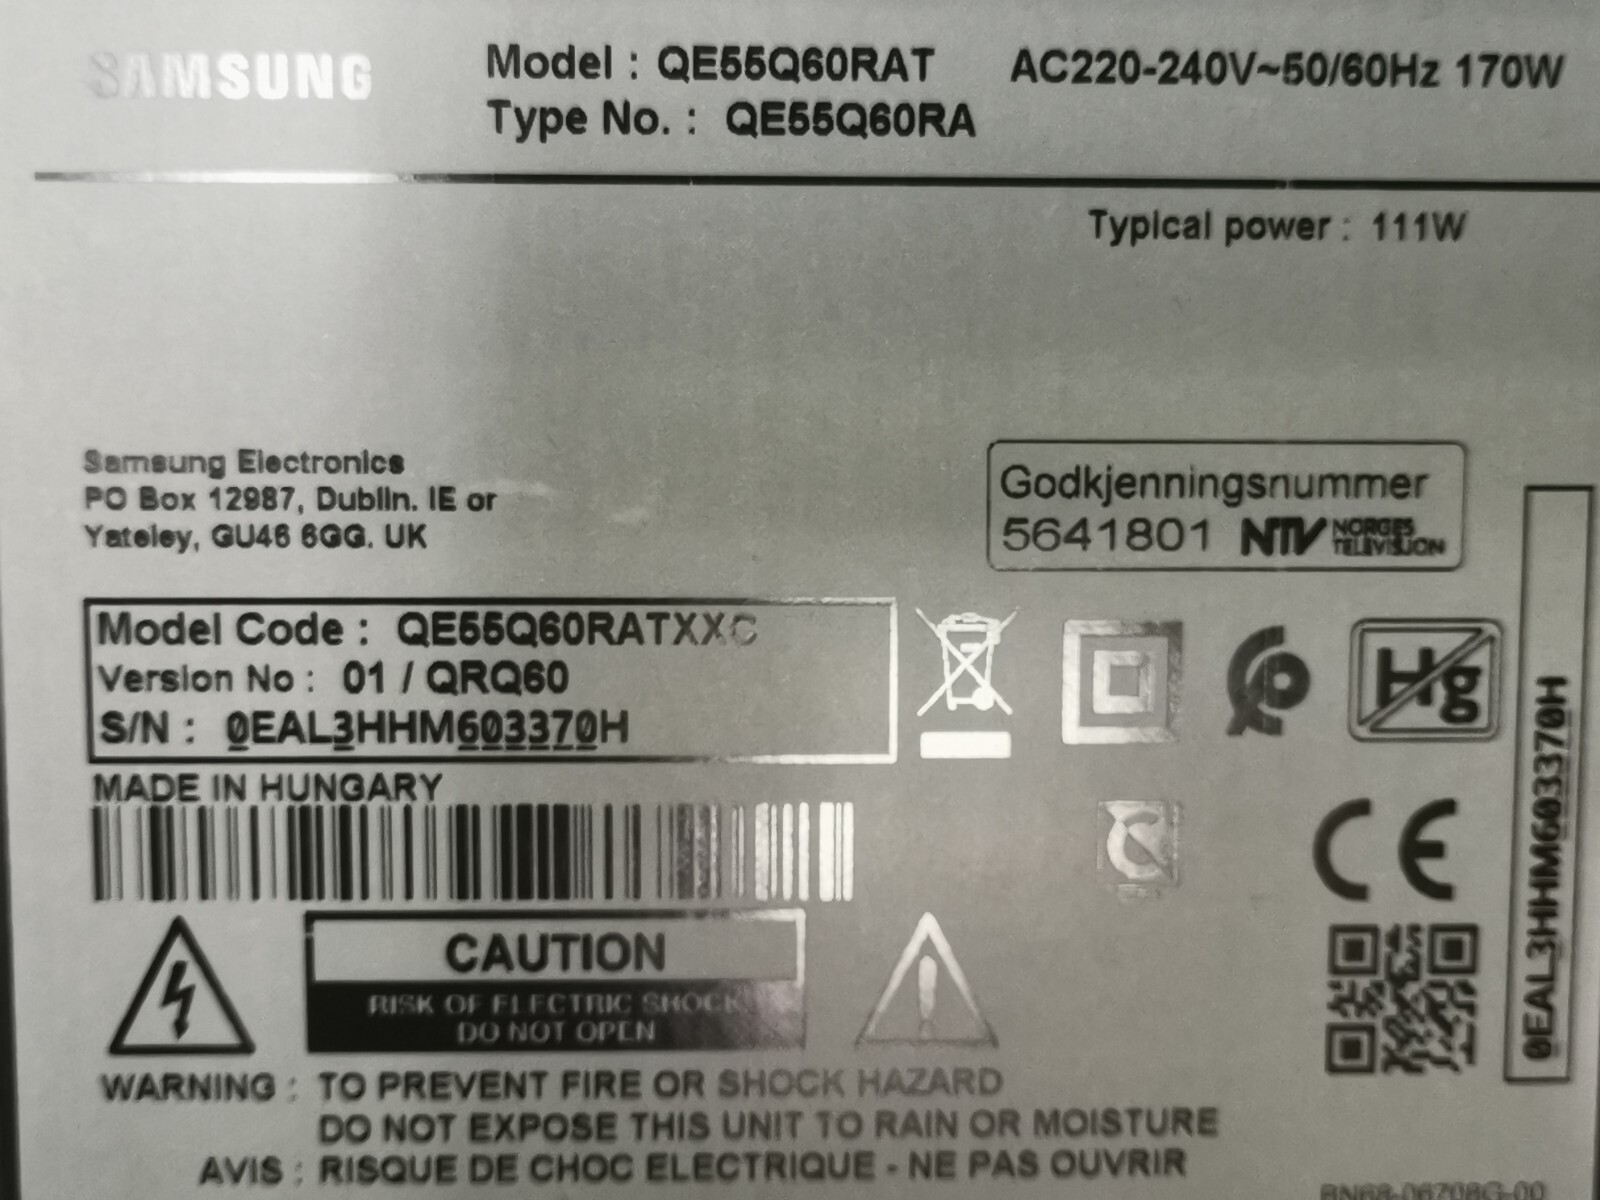 SAMSUNG
Model : QE55Q60RAT AC220-240V~50/60Hz 170W
Type No. : QE55Q60RA
Typical power : 111W
Samsung Electronics
PO Box 12987, Dublin. IE or
Yateley, GU46 6GG. UK
Godkjenningsnummer
5641801 NTV NORGES
TELEVISJON
Model Code : QE55Q60RATXXC
Version No : 01 / QRQ60
S/N : 0EAL3HHM603370H
Hg
MADE IN HUNGARY
CE
0EAL3HHM603370H
CAUTION
RISK OF ELECTRIC SHOCK
DO NOT OPEN
WARNING : TO PREVENT FIRE OR SHOCK HAZARD
DO NOT EXPOSE THIS UNIT TO RAIN OR MOISTURE
AVIS : RISQUE DE CHOC ELECTRIQUE - NE PAS OUVRIR